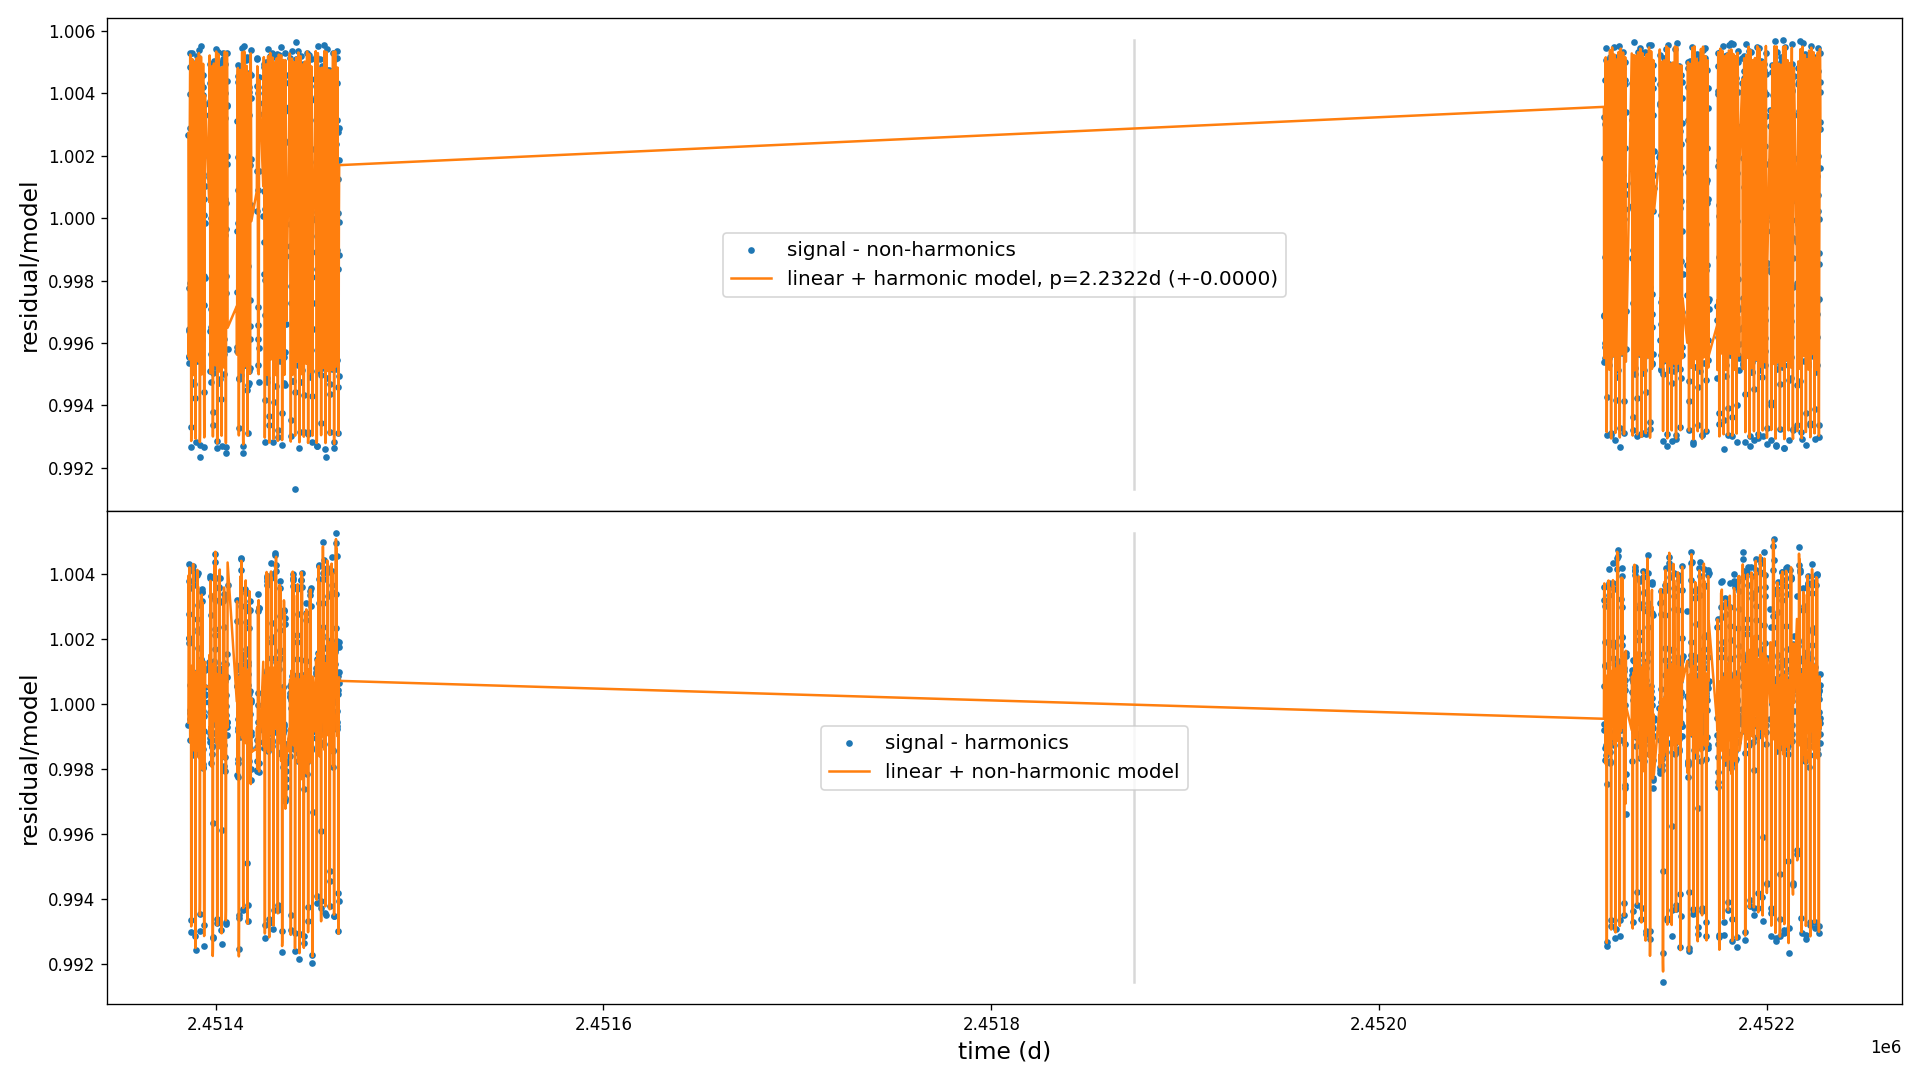 1.006
1.004
1.002
1.000
0.998
0.996
0.994
0.992
residual/model
signal - non-harmonics
linear + harmonic model, p=2.2322d (+-0.0000)
1.004
1.002
1.000
0.998
0.996
0.994
0.992
residual/model
signal - harmonics
linear + non-harmonic model
2.4514
2.4516
2.4518
2.4520
2.4522
1e6
time (d)